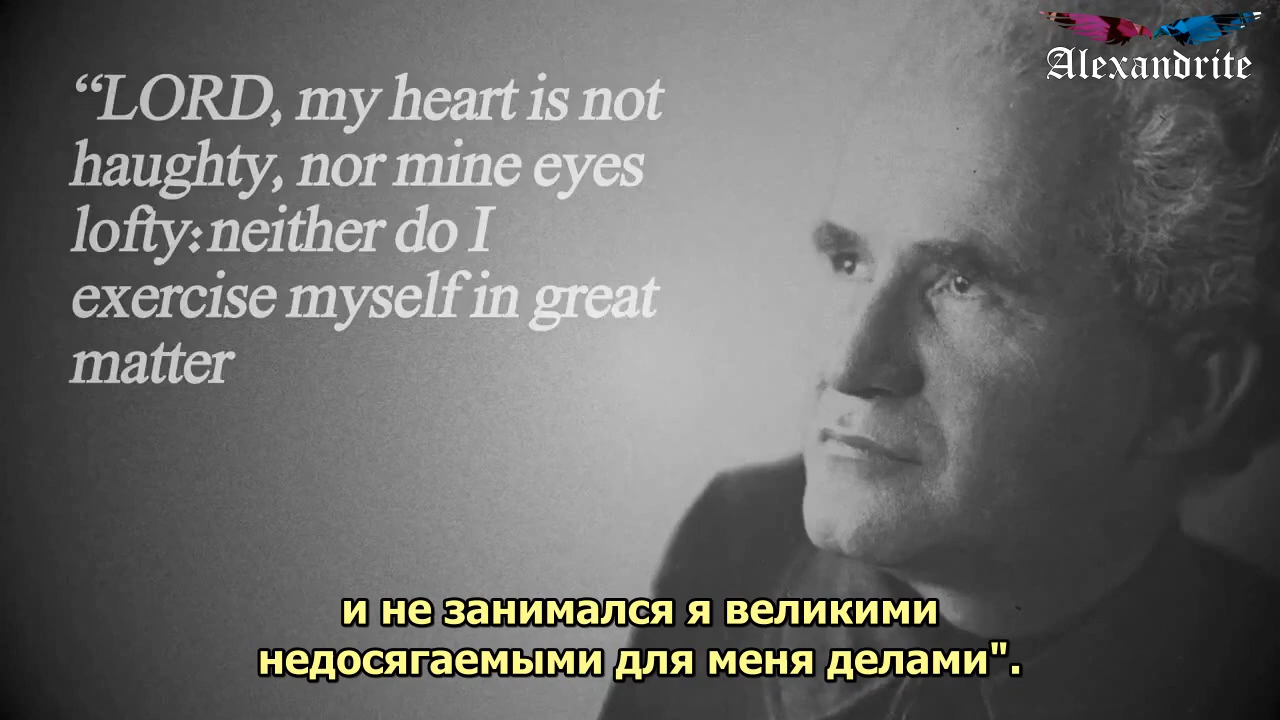 Alexandrite
“LORD, my heart is not
haughty, nor mine eyes
lofty: neither do I
exercise myself in great
matter
и не занимался я великими
недосягаемыми для меня делами".